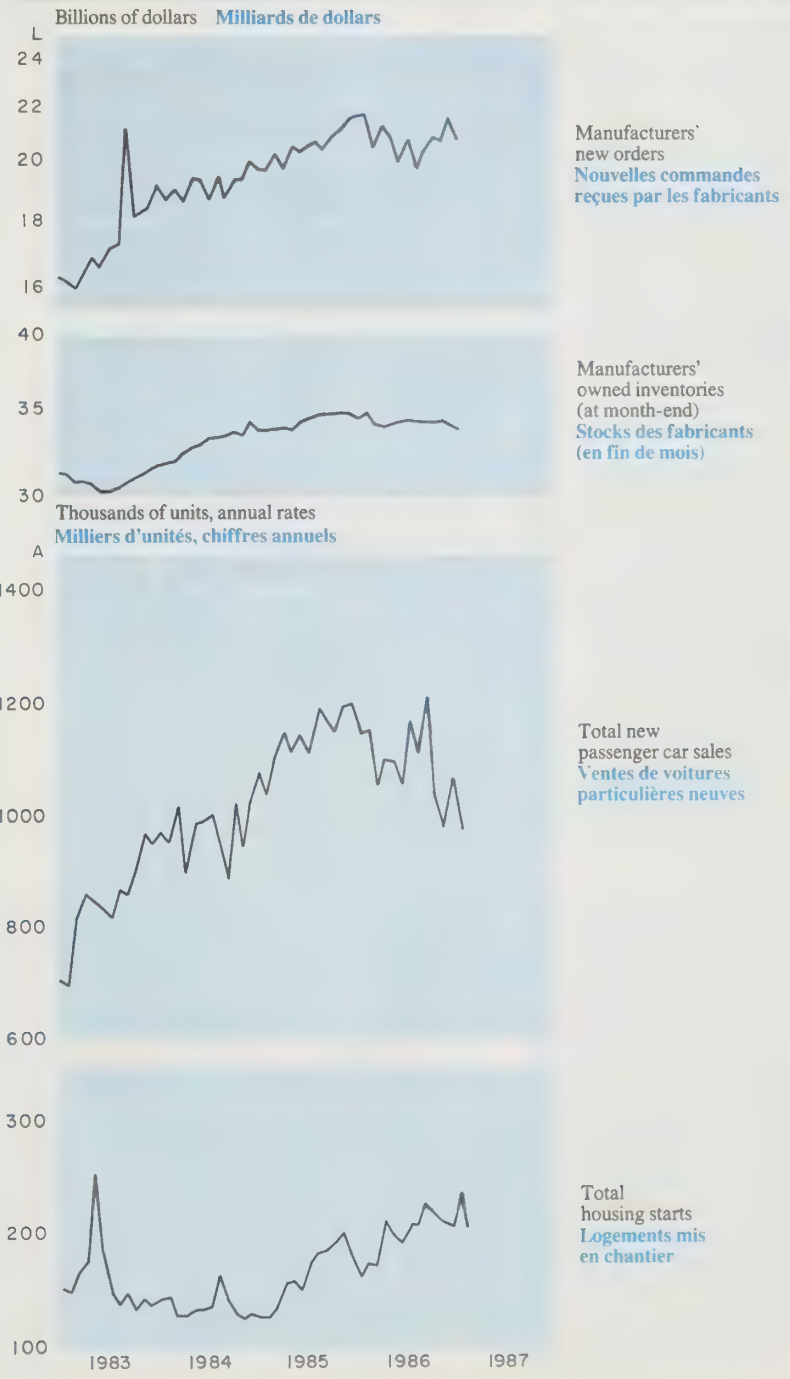 Billions of dollars Milliards de dollars
L
24
22
20
18
16
Manufacturers'
new orders
Nouvelles commandes
reçues par les fabricants
40
35
30
Manufacturers'
owned inventories
(at month-end)
Stocks des fabricants
(en fin de mois)
Thousands of units, annual rates
Milliers d'unités, chiffres annuels
A
1400
1200
1000
800
600
Total new
passenger car sales
Ventes de voitures
particulières neuves
300
200
100
Total
housing starts
Logements mis
en chantier
1983 1984 1985 1986 1987